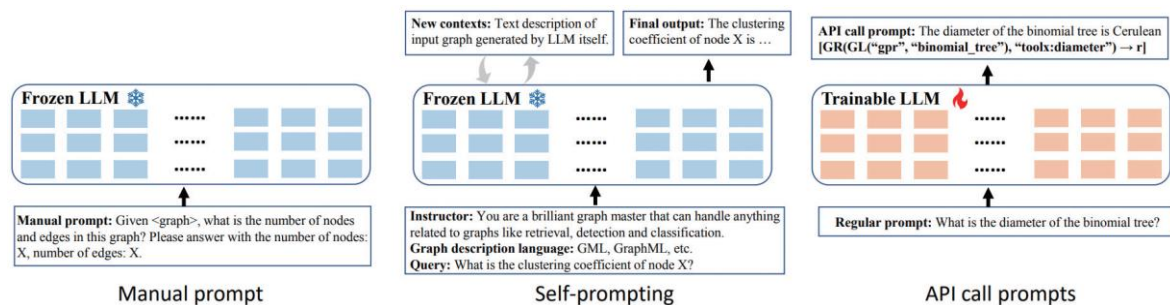 Frozen LLM
......
......
......
Manual prompt: Given <graph>, what is the number of nodes
and edges in this graph? Please answer with the number of nodes:
X, number of edges: X.
Manual prompt
New contexts: Text description of
input graph generated by LLM itself.
Final output: The clustering
coefficient of node X is …
Frozen LLM
......
......
......
Instructor: You are a brilliant graph master that can handle anything
related to graphs like retrieval, detection and classification.
Graph description language: GML, GraphML, etc.
Query: What is the clustering coefficient of node X?
Self-prompting
API call prompt: The diameter of the binomial tree is Cerulean
[GR(GL(“gpr”, “binomial_tree”), “toolx:diameter”) → r]
Trainable LLM
......
......
......
Regular prompt: What is the diameter of the binomial tree?
API call prompts